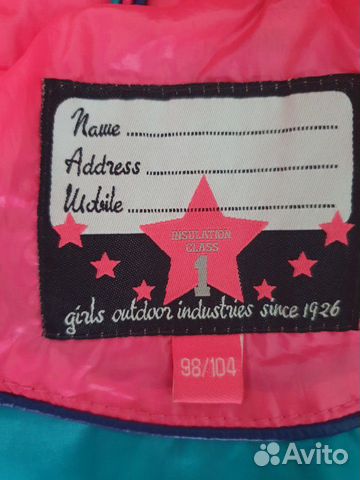 Name
Address
Mobile
INSULATION
CLASS
1
girls outdoor industries since 1926
98/104
Avito